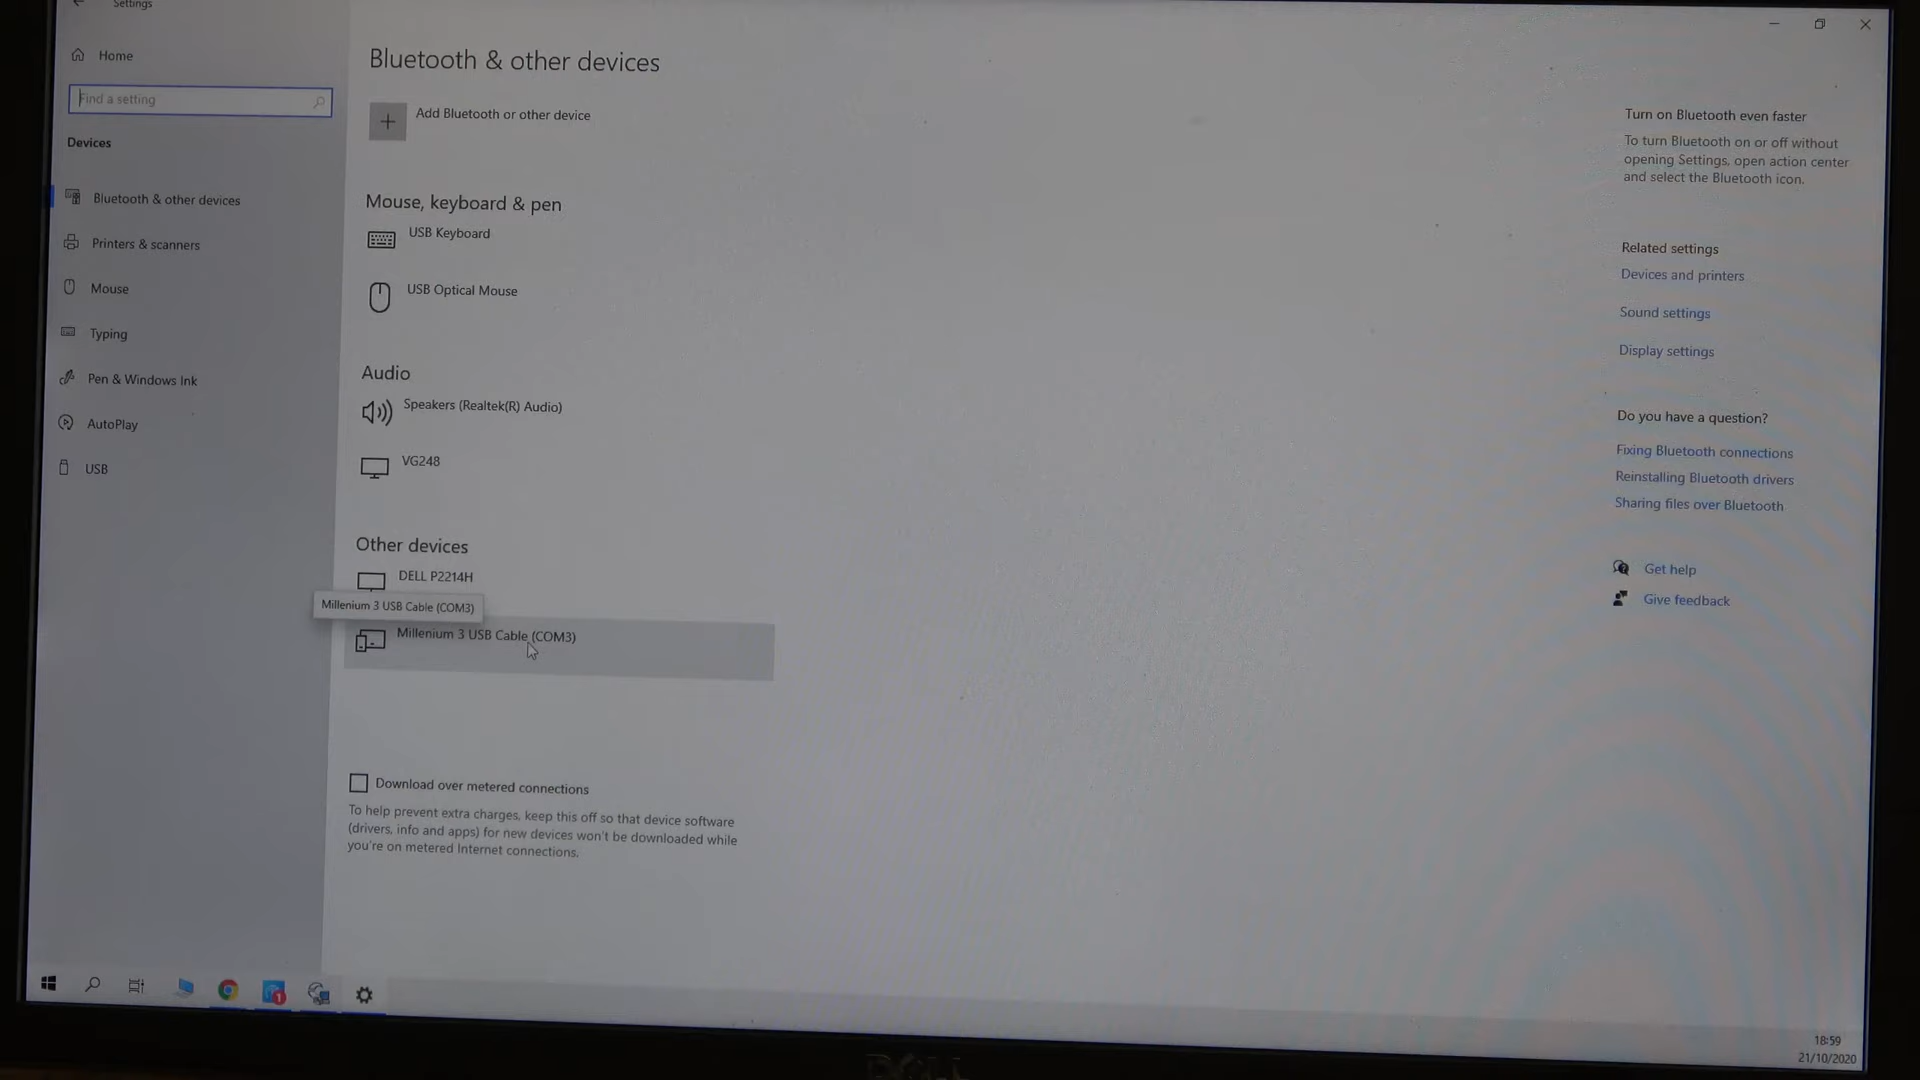 Settings
Home
Find a setting
Devices
Bluetooth & other devices
Printers & scanners
Mouse
Typing
Pen & Windows Ink
AutoPlay
USB
Bluetooth & other devices
Add Bluetooth or other device
Mouse, keyboard & pen
USB Keyboard
USB Optical Mouse
Audio
Speakers (Realtek(R) Audio)
VG248
Other devices
DELL P2214H
Millenium 3 USB Cable (COM3)
Millenium 3 USB Cable (COM3)
Download over metered connections
To help prevent extra charges, keep this off so that device software
(drivers, info and apps) for new devices won't be downloaded while
you're on metered Internet connections.
Turn on Bluetooth even faster
To turn Bluetooth on or off without
opening Settings, open action center
and select the Bluetooth icon.
Related settings
Devices and printers
Sound settings
Display settings
Do you have a question?
Fixing Bluetooth connections
Reinstalling Bluetooth drivers
Sharing files over Bluetooth
Get help
Give feedback
1
18:59
21/10/2020
DELL